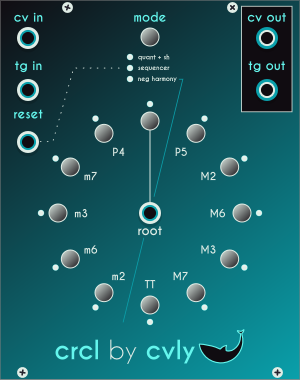 cv in
mode
cv out
tg in
quant + sh
sequencer
neg harmony
tg out
reset
P4
P5
m7
M2
m3
M6
root
m6
M3
m2
TT
M7
crcl by cvly